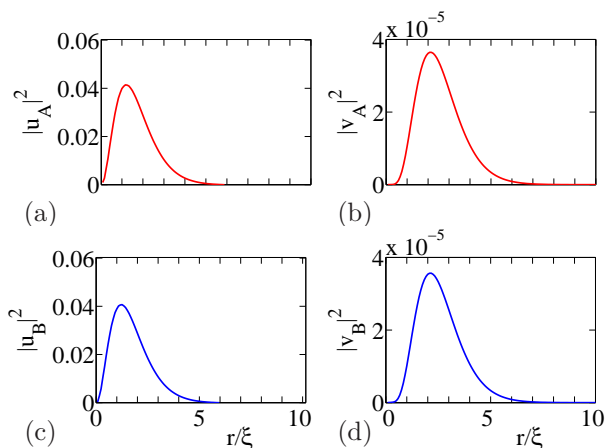 0.06
0.04
0.02
0
|u_A|^2
(a)
4 x 10^-5
2
0
|v_A|^2
(b)
0.06
0.04
0.02
0
|u_B|^2
0 5 10
r/ξ
(c)
4 x 10^-5
2
0
|v_B|^2
0 5 10
r/ξ
(d)